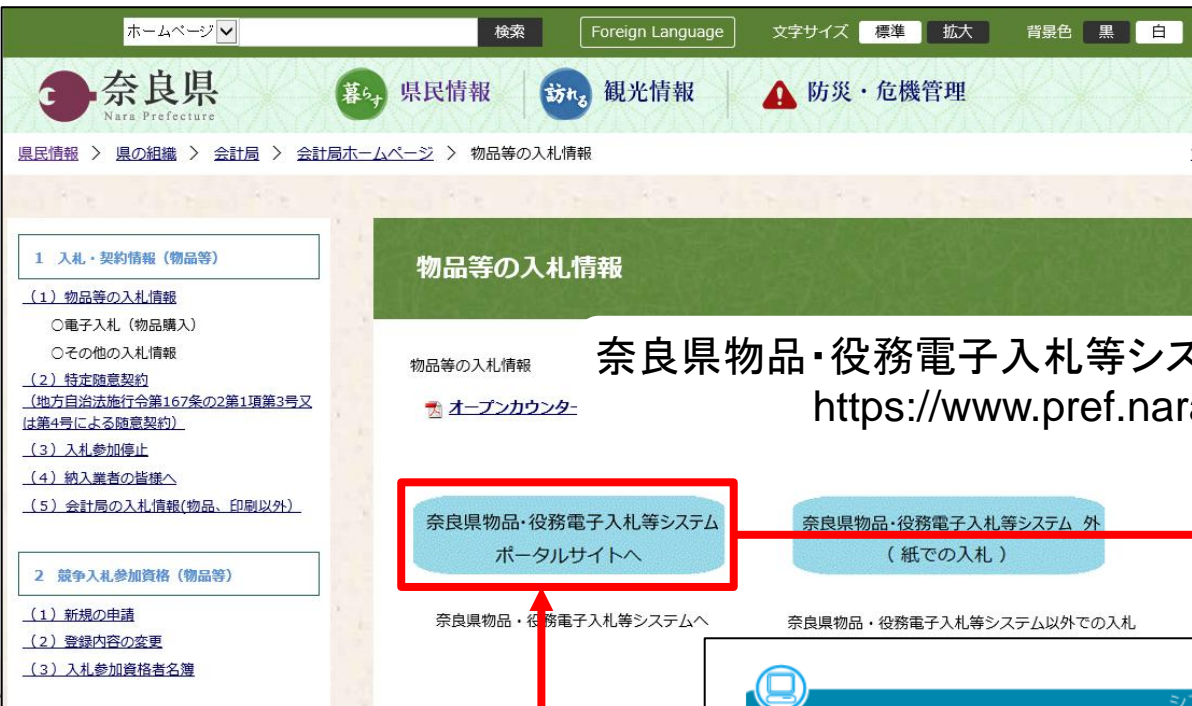 ホームページ 検索 Foreign Language 文字サイズ 標準 拡大 背景色 黒 白
奈良県
Nara Prefecture
暮らす 県民情報 訪れる 観光情報 防災・危機管理
県民情報 > 県の組織 > 会計局 > 会計局ホームページ > 物品等の入札情報
1 入札・契約情報（物品等）
（1）物品等の入札情報
○電子入札（物品購入）
○その他の入札情報
（2）特定随意契約
（地方自治法施行令第167条の2第1項第3号又
は第4号による随意契約）
（3）入札参加停止
（4）納入業者の皆様へ
（5）会計局の入札情報(物品、印刷以外)
2 競争入札参加資格（物品等）
（1）新規の申請
（2）登録内容の変更
（3）入札参加資格者名簿
物品等の入札情報
物品等の入札情報
奈良県物品・役務電子入札等シス
https://www.pref.nara
オープンカウンター
奈良県物品・役務電子入札等システム
ポータルサイトへ
奈良県物品・役務電子入札等システム 外
（ 紙での入札 ）
奈良県物品・役務電子入札等システムへ
奈良県物品・役務電子入札等システム以外での入札